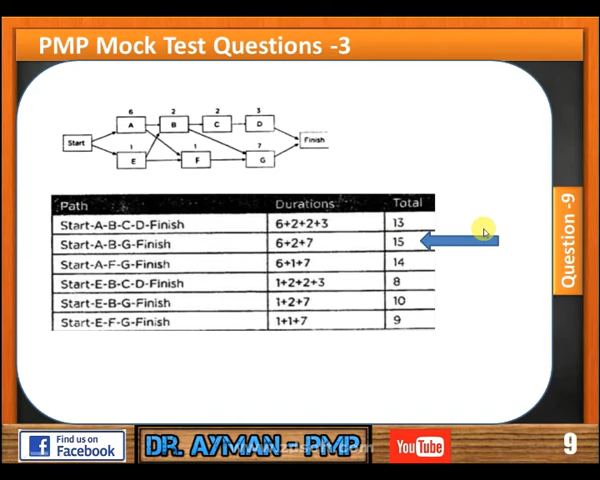 PMP Mock Test Questions -3
6 2 2 3
Start A B C D Finish
1 1 7
E F G
Path Durations Total
Start-A-B-C-D-Finish 6+2+2+3 13
Start-A-B-G-Finish 6+2+7 15
Start-A-F-G-Finish 6+1+7 14
Start-E-B-C-D-Finish 1+2+2+3 8
Start-E-B-G-Finish 1+2+7 10
Start-E-F-G-Finish 1+1+7 9
Question -9
Find us on
Facebook
DR. AYMAN - PMP
YouTube
9